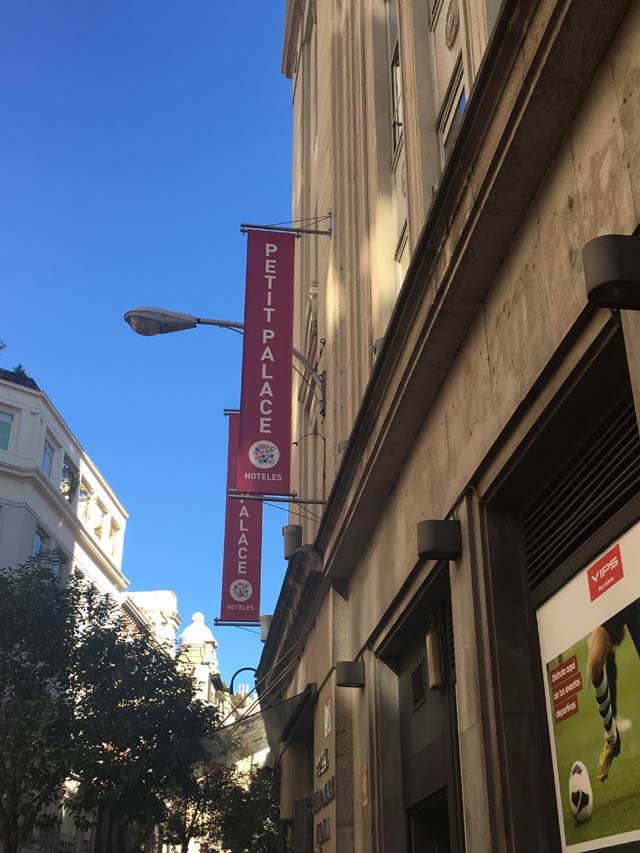 PETIT PALACE
HOTELES
PALACE
HOTELES
VIPS
Disfruta aquí
de los eventos
deportivos